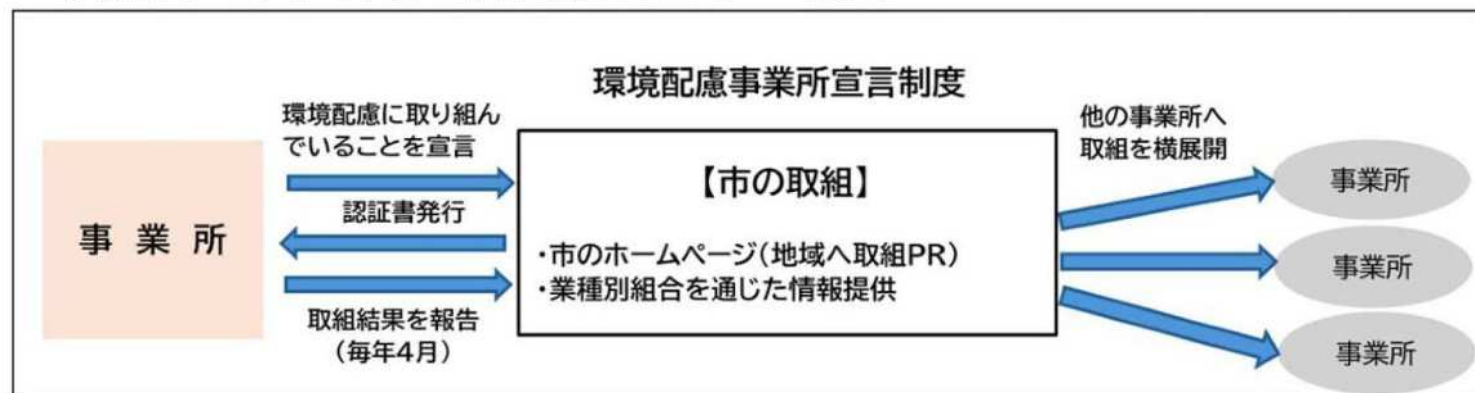 環境配慮事業所宣言制度
環境配慮に取り組ん
でいることを宣言
事業所
認証書発行
取組結果を報告
（毎年4月）
【市の取組】
・市のホームページ（地域へ取組PR）
・業種別組合を通じた情報提供
他の事業所へ
取組を横展開
事業所
事業所
事業所